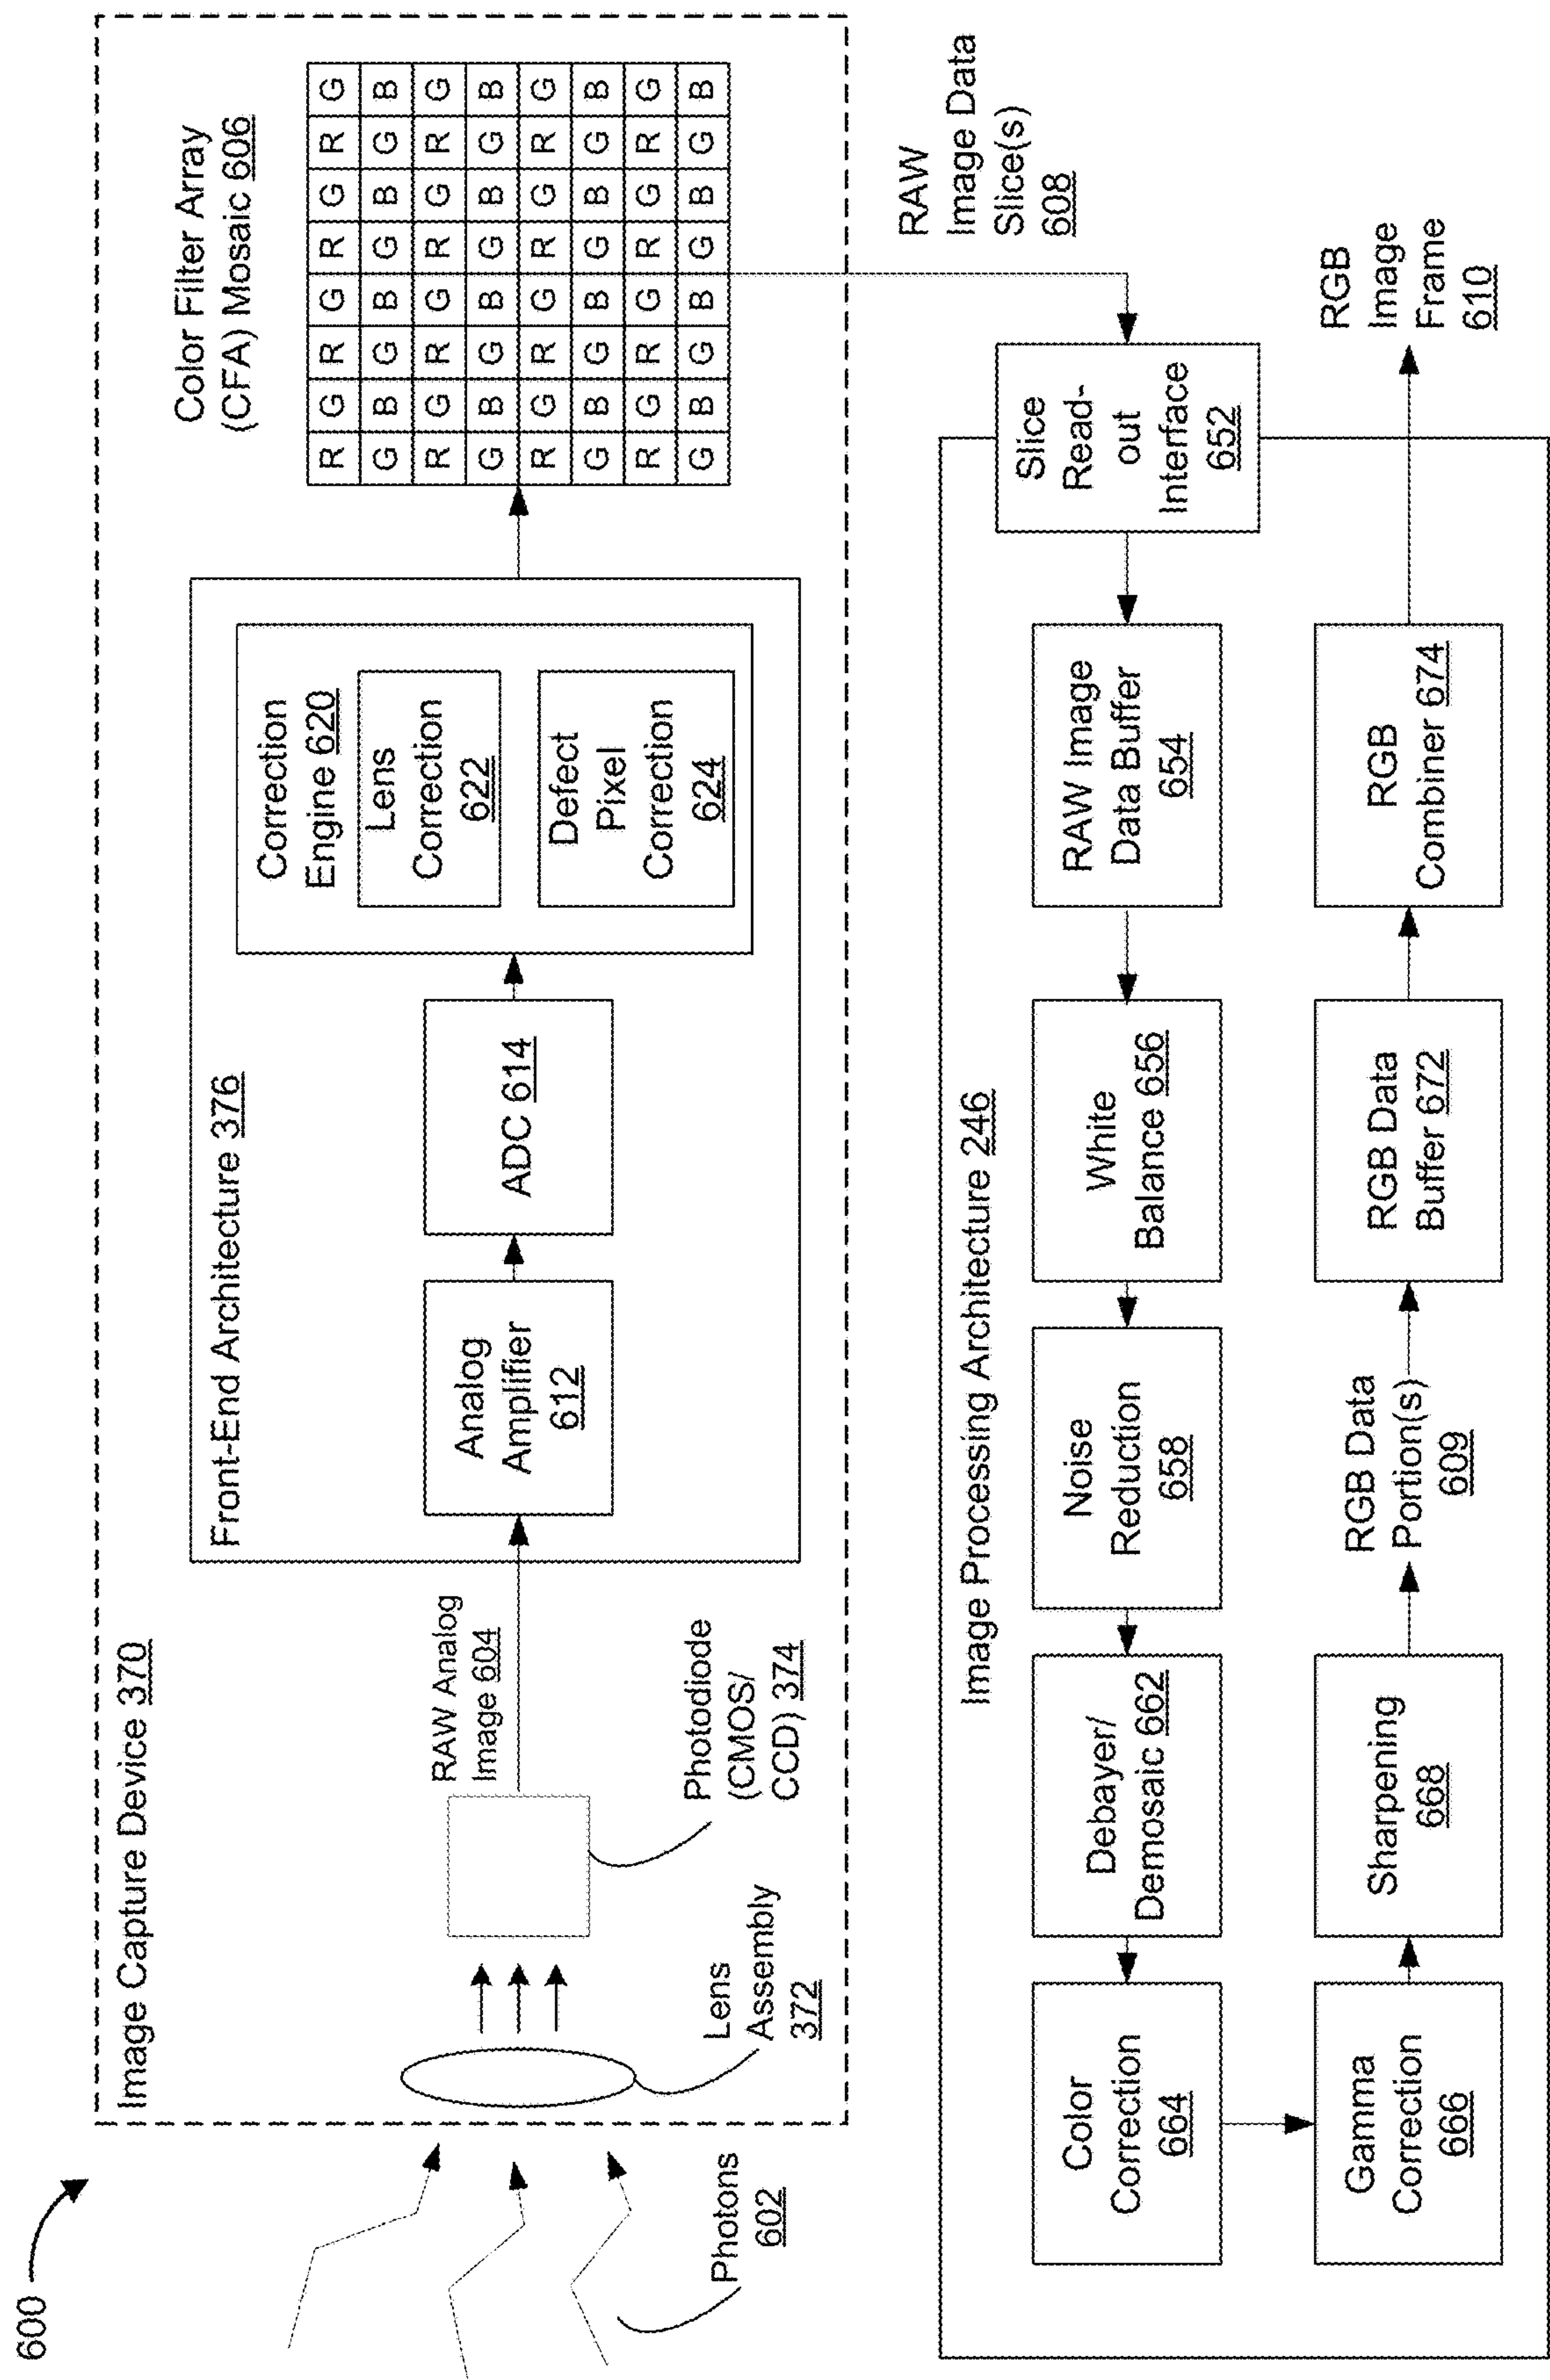 600
Image Capture Device 370
Photons
602
Lens
Assembly
372
Photodiode
(CMOS/
CCD) 374
RAW Analog
Image 604
Front-End Architecture 376
Analog
Amplifier
612
ADC 614
Correction
Engine 620
Lens
Correction
622
Defect
Pixel
Correction
624
Color Filter Array
(CFA) Mosaic 606
R G R G R G R G
G B G B G B G B
R G R G R G R G
G B G B G B G B
R G R G R G R G
G B G B G B G B
R G R G R G R G
G B G B G B G B
RAW
Image Data
Slice(s)
608
Image Processing Architecture 246
Slice
Read-
out
Interface
652
RAW Image
Data Buffer
654
White
Balance 656
Noise
Reduction
658
Debayer/
Demosaic 662
Color
Correction
664
Gamma
Correction
666
Sharpening
668
RGB Data
Portion(s)
609
RGB Data
Buffer 672
RGB
Combiner 674
RGB
Image
Frame
610